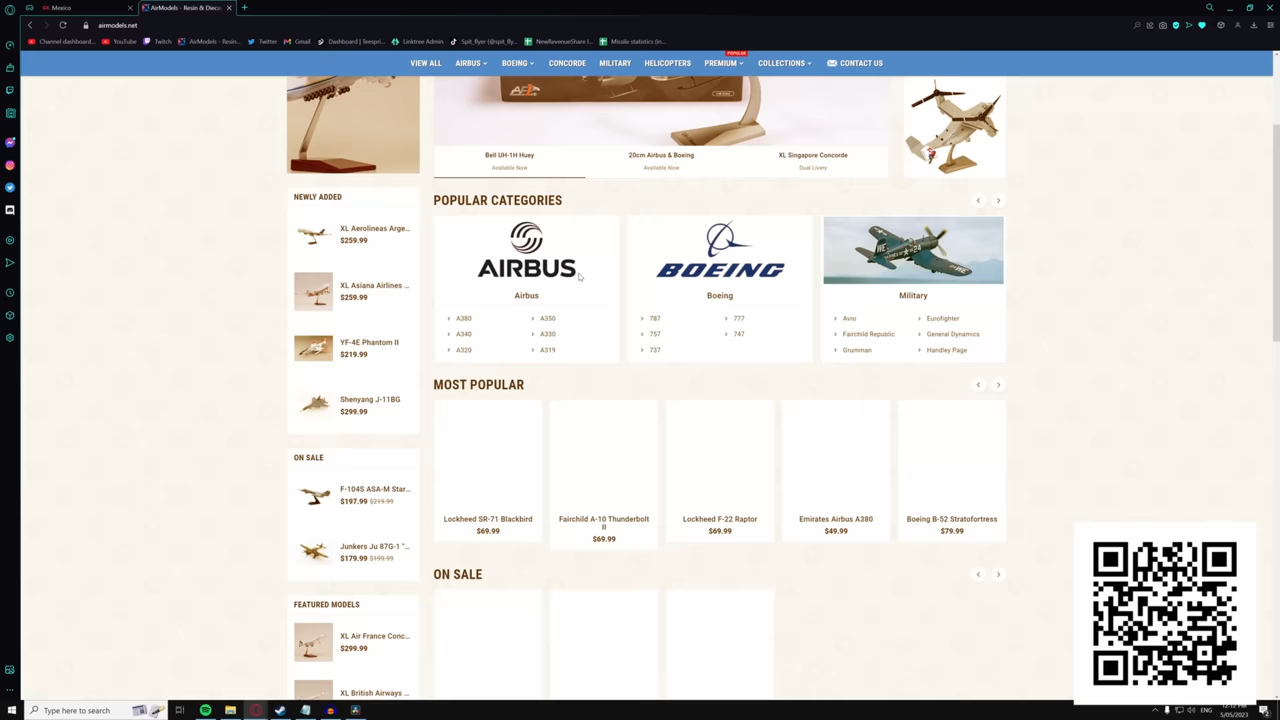 Mexico
AirModels - Resin & Dieca
airmodels.net
Channel dashboard...
YouTube
Twitch
AirModels - Resin...
Twitter
Gmail
Dashboard | Teespri...
Linktree Admin
Spit_flyer (@spit_fly...
NewRevenueShare I...
Missile statistics (in...
POPULAR
VIEW ALL
AIRBUS
BOEING
CONCORDE
MILITARY
HELICOPTERS
PREMIUM
COLLECTIONS
CONTACT US
Bell UH-1H Huey
Available Now
20cm Airbus & Boeing
Available Now
XL Singapore Concorde
Dual Livery
NEWLY ADDED
XL Aerolineas Arge...
$259.99
XL Asiana Airlines ...
$259.99
YF-4E Phantom II
$219.99
Shenyang J-11BG
$299.99
ON SALE
F-104S ASA-M Star...
$197.99 $219.99
Junkers Ju 87G-1 "...
$179.99 $199.99
FEATURED MODELS
XL Air France Conc...
$299.99
XL British Airways ...
POPULAR CATEGORIES
AIRBUS
Airbus
A380
A350
A340
A330
A320
A319
BOEING
Boeing
787
777
757
747
737
Military
Avro
Eurofighter
Fairchild Republic
General Dynamics
Grumman
Handley Page
MOST POPULAR
Lockheed SR-71 Blackbird
$69.99
Fairchild A-10 Thunderbolt
II
$69.99
Lockheed F-22 Raptor
$69.99
Emirates Airbus A380
$49.99
Boeing B-52 Stratofortress
$79.99
ON SALE
Type here to search
ENG
12:12 PM
5/05/2023